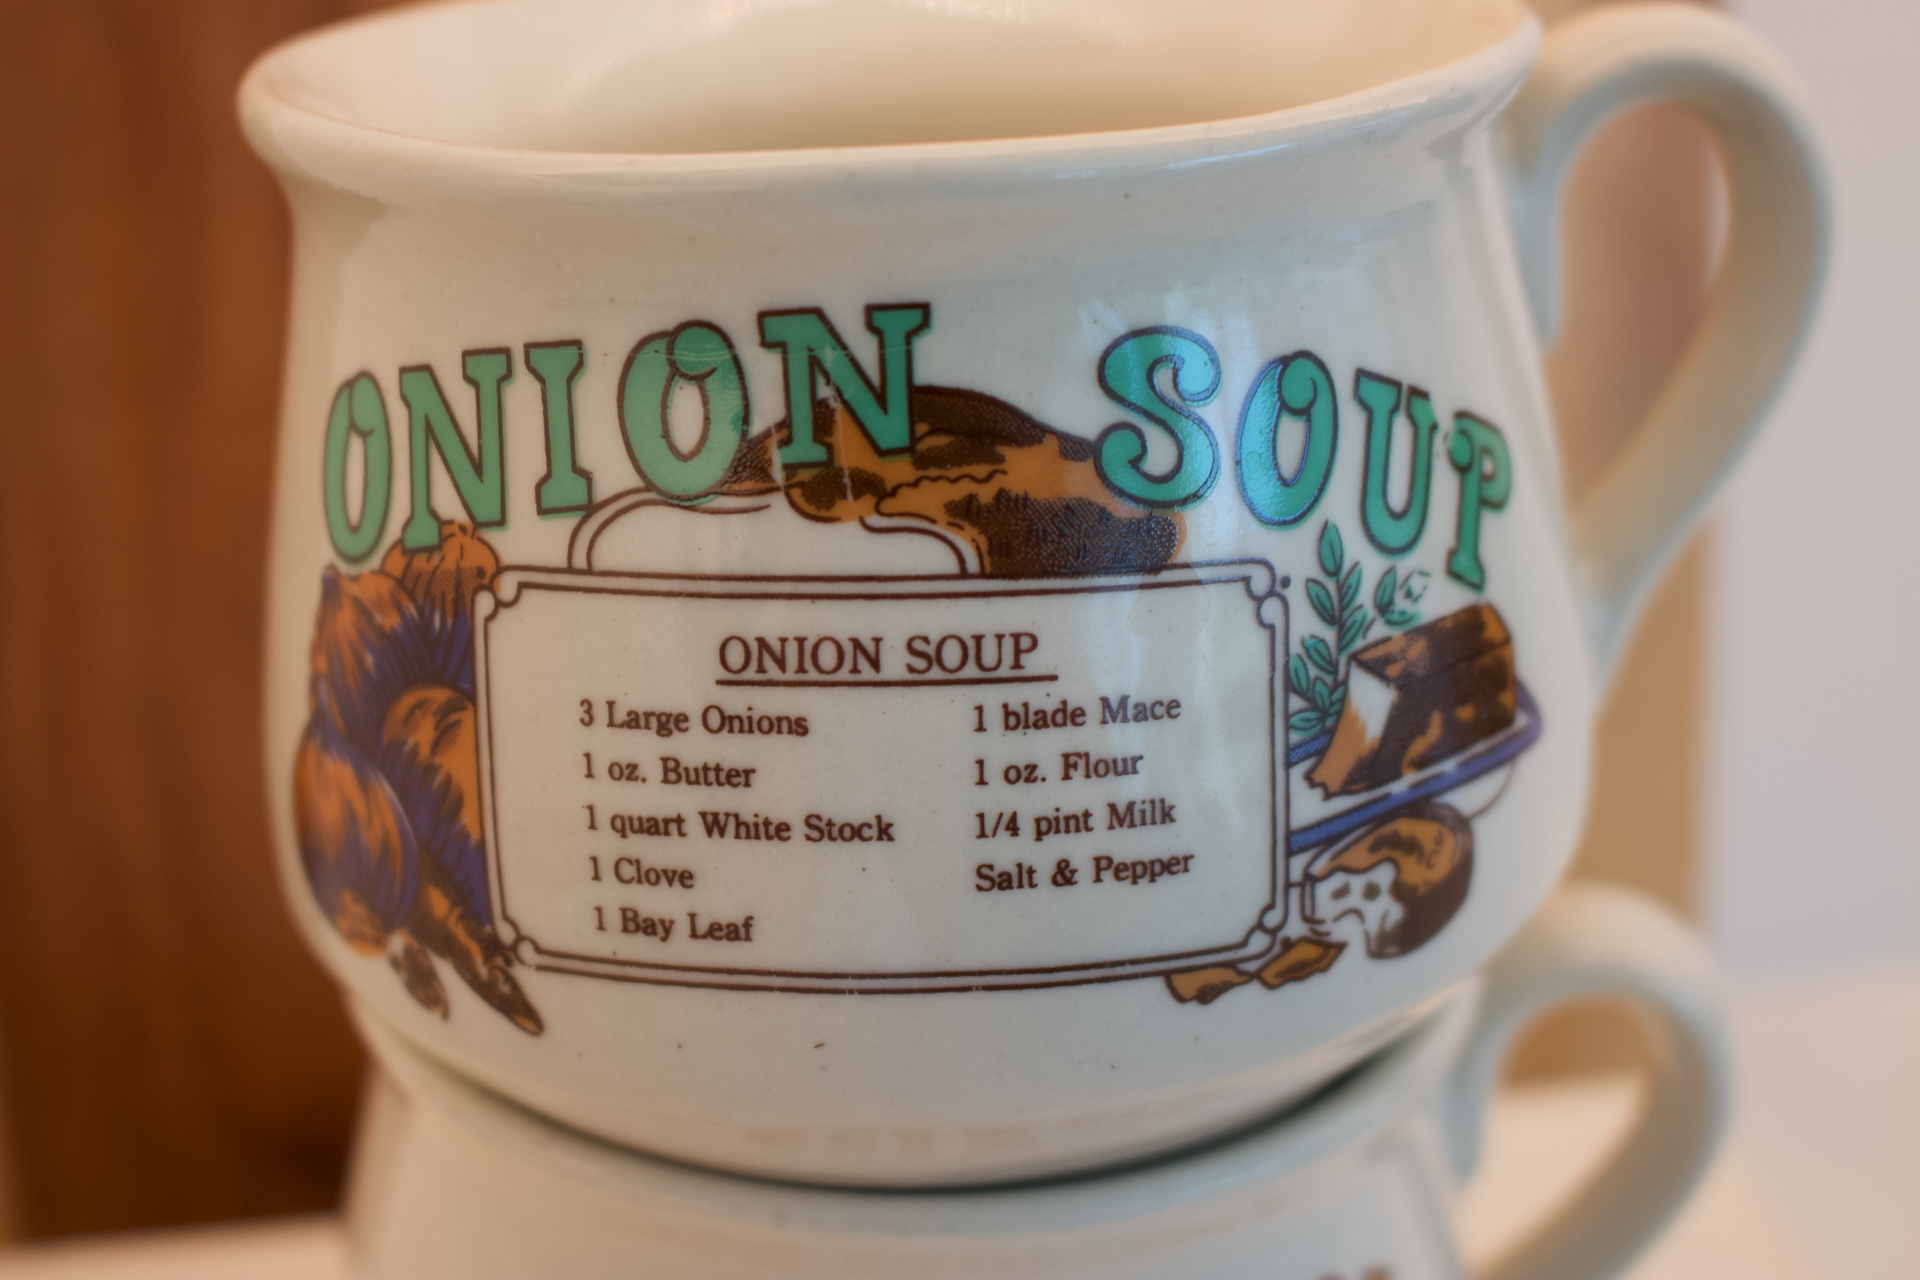 ONION SOUP
ONION SOUP
3 Large Onions
1 oz. Butter
1 quart White Stock
1 Clove
1 Bay Leaf
1 blade Mace
1 oz. Flour
1/4 pint Milk
Salt & Pepper